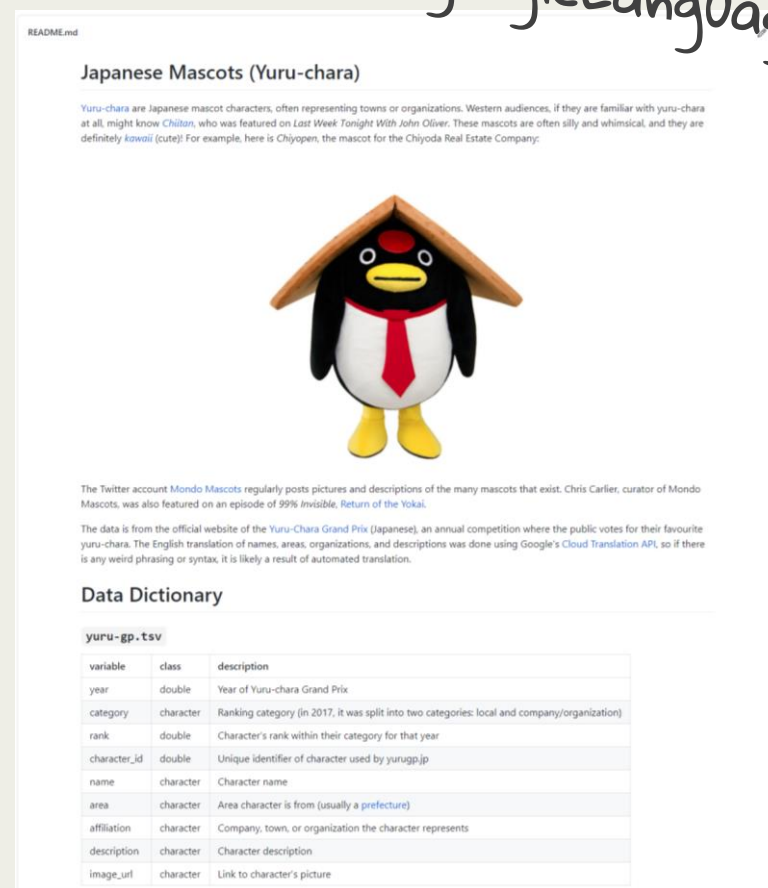 README.md
Japanese Mascots (Yuru-chara)
Yuru-chara are Japanese mascot characters, often representing towns or organizations. Western audiences, if they are familiar with yuru-chara
at all, might know Chiitan, who was featured on Last Week Tonight With John Oliver. These mascots are often silly and whimsical, and they are
definitely kawaii (cute)! For example, here is Chiyopen, the mascot for the Chiyoda Real Estate Company:
The Twitter account Mondo Mascots regularly posts pictures and descriptions of the many mascots that exist. Chris Carlier, curator of Mondo
Mascots, was also featured on an episode of 99% Invisible, Return of the Yokai.
The data is from the official website of the Yuru-Chara Grand Prix (Japanese), an annual competition where the public votes for their favourite
yuru-chara. The English translation of names, areas, organizations, and descriptions was done using Google's Cloud Translation API, so if there
is any weird phrasing or syntax, it is likely a result of automated translation.
Data Dictionary
yuru-gp.tsv
variable class description
year double Year of Yuru-chara Grand Prix
category character Ranking category (in 2017, it was split into two categories: local and company/organization)
rank double Character's rank within their category for that year
character_id double Unique identifier of character used by yurugp.jp
name character Character name
area character Area character is from (usually a prefecture)
affiliation character Company, town, or organization the character represents
description character Character description
image_url character Link to character's picture